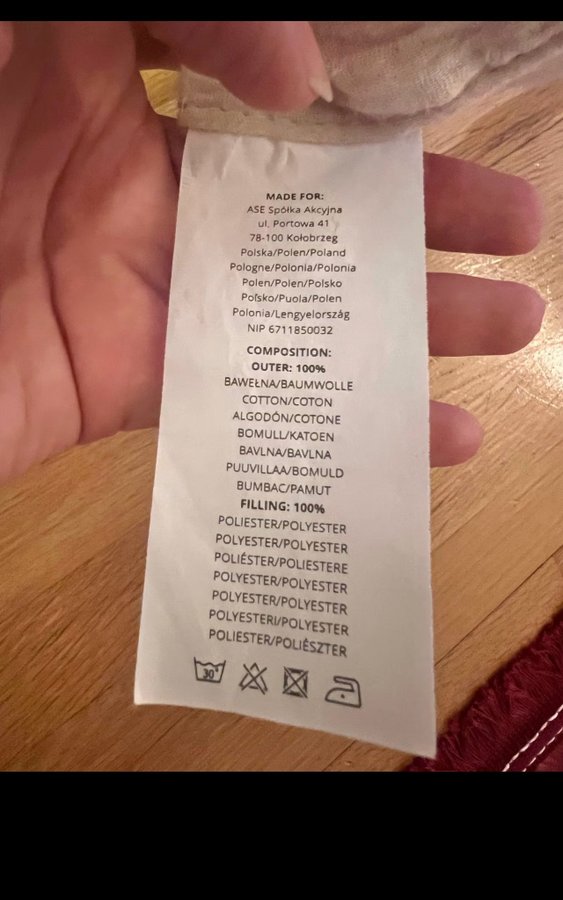 MADE FOR:
ASE Spółka Akcyjna
ul. Portowa 41
78-100 Kołobrzeg
Polska/Polen/Poland
Pologne/Polonia/Polonia
Polen/Polen/Polsko
Poľsko/Puola/Polen
Polonia/Lengyelország
NIP 6711850032
COMPOSITION:
OUTER: 100%
BAWEŁNA/BAUMWOLLE
COTTON/COTON
ALGODÓN/COTONE
BOMULL/KATOEN
BAVLNA/BAVLNA
PUUVILLAA/BOMULD
BUMBAC/PAMUT
FILLING: 100%
POLIESTER/POLYESTER
POLYESTER/POLYESTER
POLIÉSTER/POLIESTERE
POLYESTER/POLYESTER
POLYESTER/POLYESTER
POLYESTERI/POLYESTER
POLIESTER/POLIÉSZTER
30°